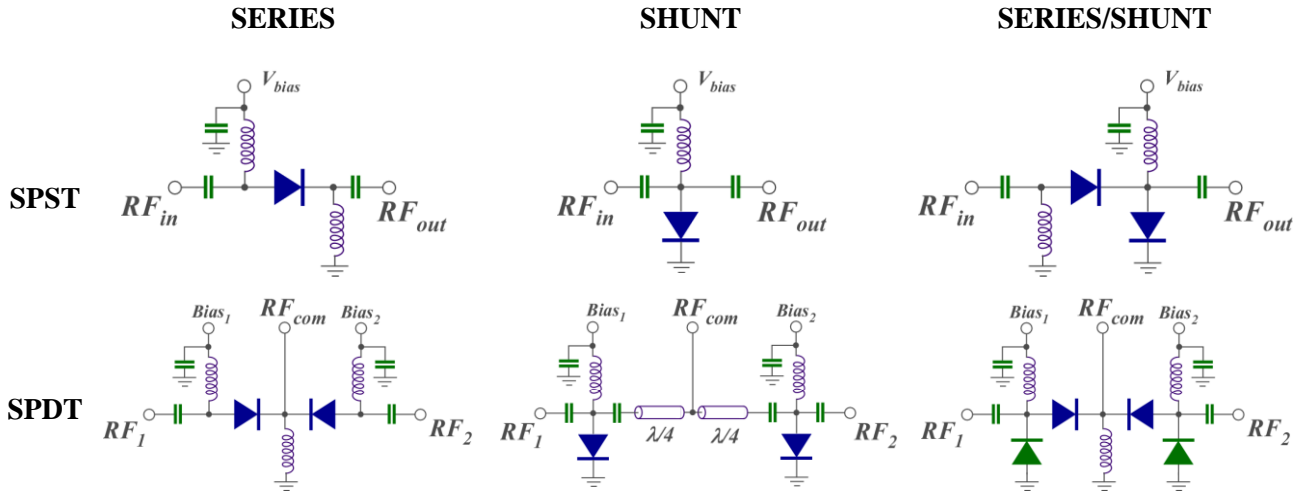 SERIES SHUNT SERIES/SHUNT
V_bias V_bias V_bias
SPST
RF_in RF_out RF_in RF_out RF_in RF_out
Bias_1 RF_com Bias_2 Bias_1 RF_com Bias_2 Bias_1 RF_com Bias_2
SPDT
RF_1 RF_2 RF_1 λ/4 λ/4 RF_2 RF_1 RF_2